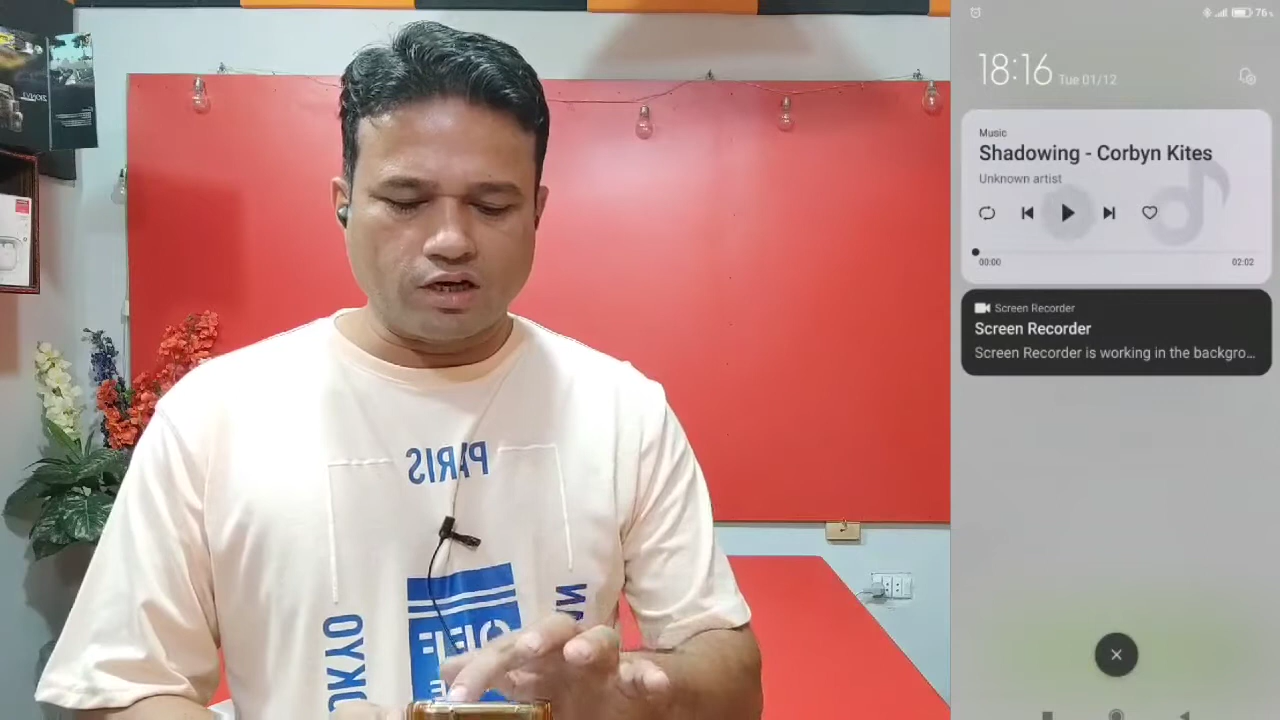 PARIS
18:16 Tue 01/12
76%
Music
Shadowing - Corbyn Kites
Unknown artist
00:00
02:02
Screen Recorder
Screen Recorder
Screen Recorder is working in the backgro...